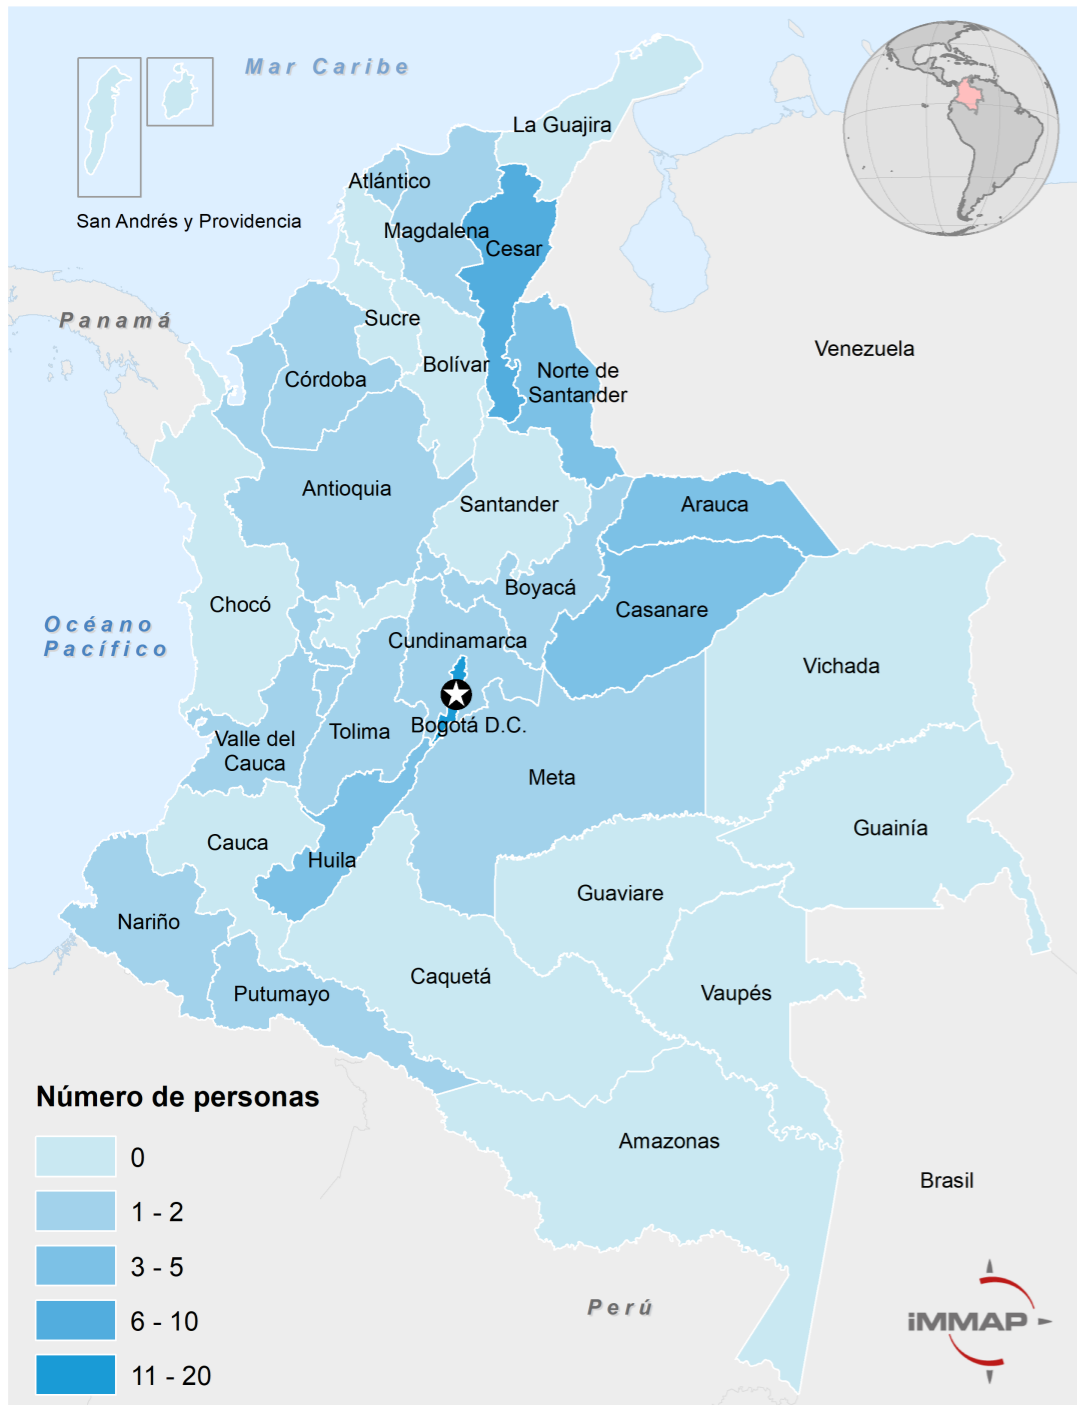 Mar Caribe
La Guajira
Atlántico
San Andrés y Providencia
Magdalena
Cesar
Panamá
Sucre
Venezuela
Bolívar
Córdoba
Norte de
Santander
Antioquia
Santander
Arauca
Boyacá
Chocó
Casanare
Océano
Pacífico
Cundinamarca
Vichada
Bogotá D.C.
Tolima
Valle del
Cauca
Meta
Guainía
Cauca
Huila
Guaviare
Nariño
Caquetá
Putumayo
Vaupés
Número de personas
0
1 - 2
3 - 5
6 - 10
11 - 20
Amazonas
Brasil
Perú
iMMAP